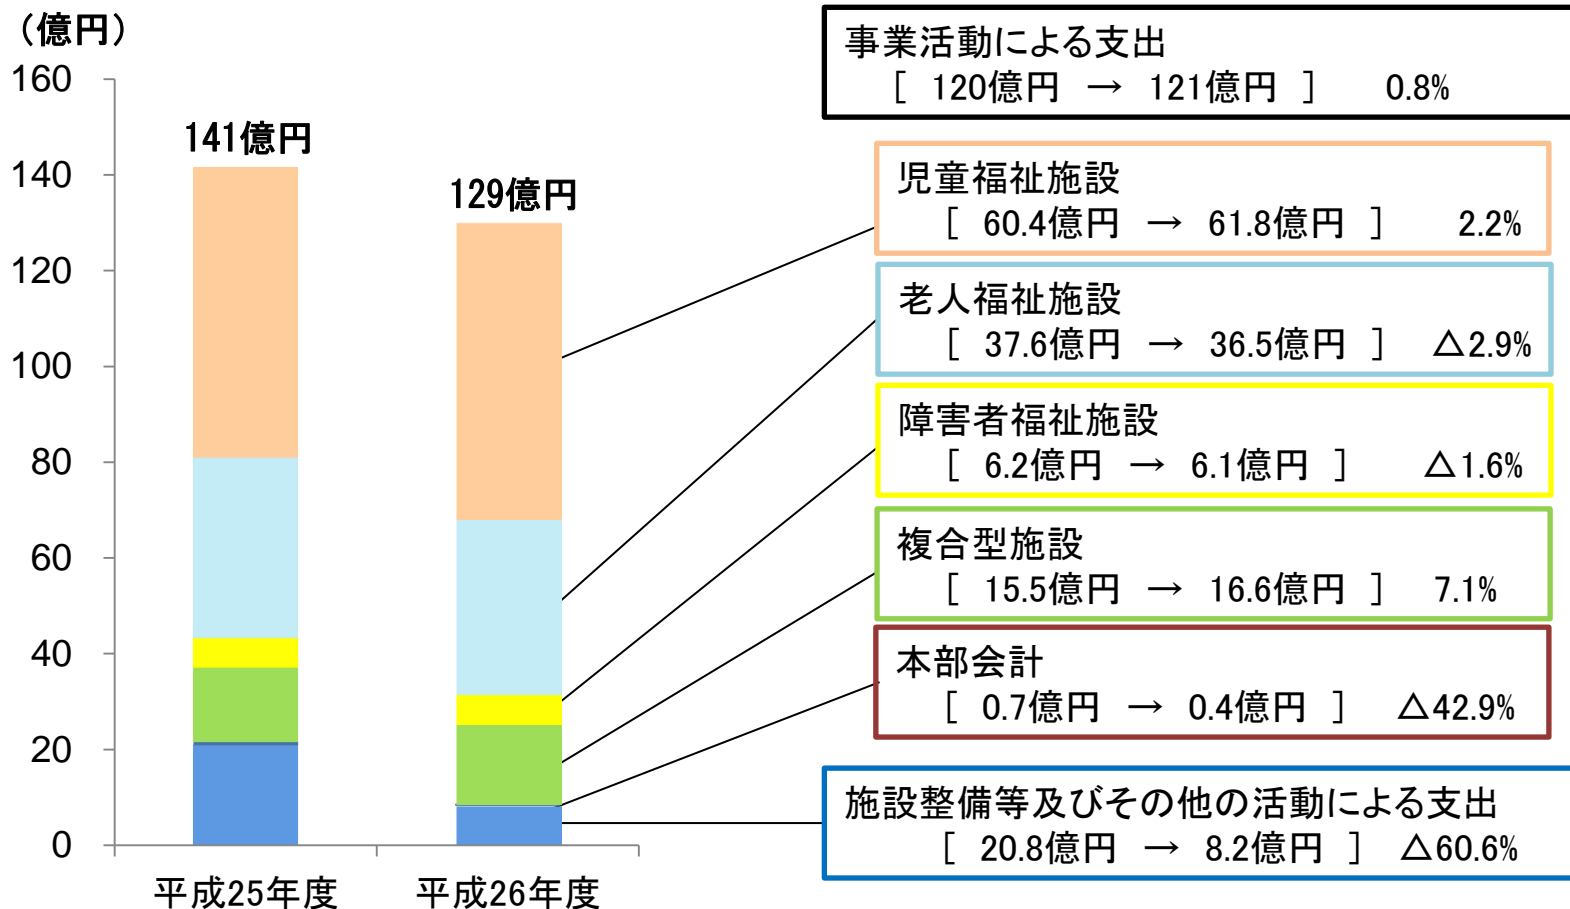 （億円）
160
140
120
100
80
60
40
20
0
141億円
129億円
平成25年度
平成26年度
事業活動による支出
［ 120億円 → 121億円 ］ 0.8%
児童福祉施設
［ 60.4億円 → 61.8億円 ］ 2.2%
老人福祉施設
［ 37.6億円 → 36.5億円 ］ △2.9%
障害者福祉施設
［ 6.2億円 → 6.1億円 ］ △1.6%
複合型施設
［ 15.5億円 → 16.6億円 ］ 7.1%
本部会計
［ 0.7億円 → 0.4億円 ］ △42.9%
施設整備等及びその他の活動による支出
［ 20.8億円 → 8.2億円 ］ △60.6%